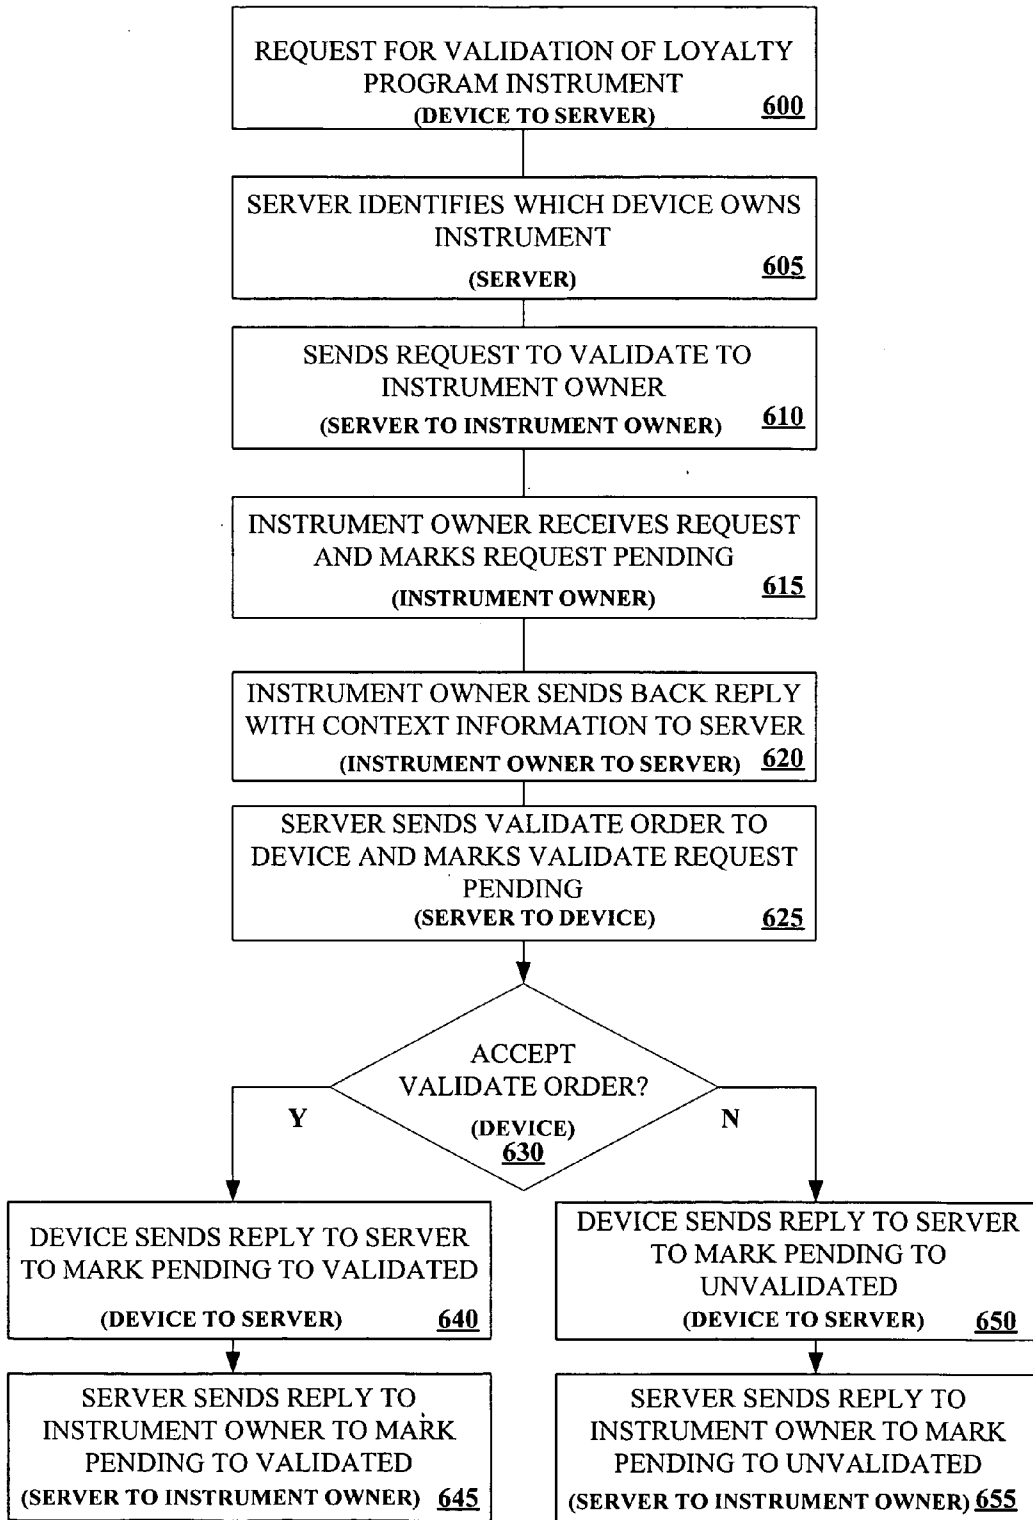 REQUEST FOR VALIDATION OF LOYALTY
PROGRAM INSTRUMENT
(DEVICE TO SERVER) 600
SERVER IDENTIFIES WHICH DEVICE OWNS
INSTRUMENT
(SERVER) 605
SENDS REQUEST TO VALIDATE TO
INSTRUMENT OWNER
(SERVER TO INSTRUMENT OWNER) 610
INSTRUMENT OWNER RECEIVES REQUEST
AND MARKS REQUEST PENDING
(INSTRUMENT OWNER) 615
INSTRUMENT OWNER SENDS BACK REPLY
WITH CONTEXT INFORMATION TO SERVER
(INSTRUMENT OWNER TO SERVER) 620
SERVER SENDS VALIDATE ORDER TO
DEVICE AND MARKS VALIDATE REQUEST
PENDING
(SERVER TO DEVICE) 625
ACCEPT
VALIDATE ORDER?
(DEVICE)
630
Y
N
DEVICE SENDS REPLY TO SERVER
TO MARK PENDING TO VALIDATED
(DEVICE TO SERVER) 640
DEVICE SENDS REPLY TO SERVER
TO MARK PENDING TO
UNVALIDATED
(DEVICE TO SERVER) 650
SERVER SENDS REPLY TO
INSTRUMENT OWNER TO MARK
PENDING TO VALIDATED
(SERVER TO INSTRUMENT OWNER) 645
SERVER SENDS REPLY TO
INSTRUMENT OWNER TO MARK
PENDING TO UNVALIDATED
(SERVER TO INSTRUMENT OWNER) 655